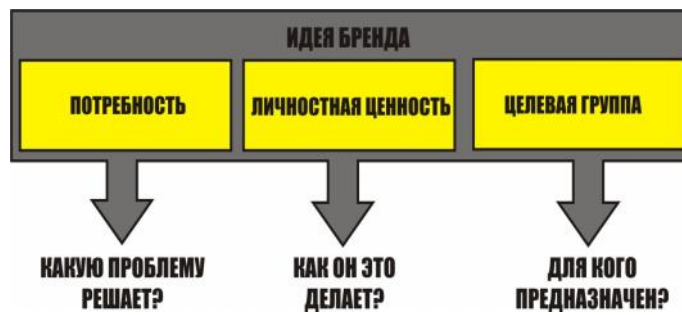 ИДЕЯ БРЕНДА
ПОТРЕБНОСТЬ
ЛИЧНОСТНАЯ ЦЕННОСТЬ
ЦЕЛЕВАЯ ГРУППА
КАКУЮ ПРОБЛЕМУ
РЕШАЕТ?
КАК ОН ЭТО
ДЕЛАЕТ?
ДЛЯ КОГО
ПРЕДНАЗНАЧЕН?